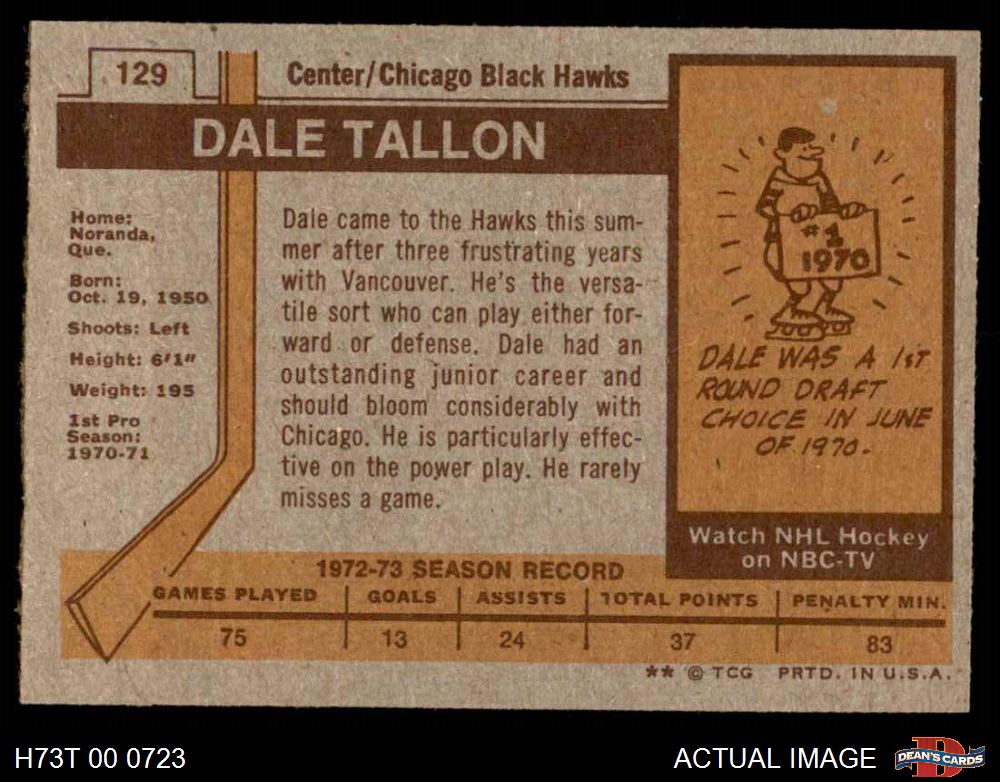 129
Center/Chicago Black Hawks
DALE TALLON
Home:
Noranda,
Que.
Born:
Oct. 19, 1950
Shoots: Left
Height: 6'1"
Weight: 195
1st Pro
Season:
1970-71
Dale came to the Hawks this sum-
mer after three frustrating years
with Vancouver. He's the versa-
tile sort who can play either for-
ward or defense. Dale had an
outstanding junior career and
should bloom considerably with
Chicago. He is particularly effec-
tive on the power play. He rarely
misses a game.
#1
1970
DALE WAS A 1ST
ROUND DRAFT
CHOICE IN JUNE
OF 1970.
Watch NHL Hockey
on NBC-TV
1972-73 SEASON RECORD
GAMES PLAYED GOALS ASSISTS TOTAL POINTS PENALTY MIN.
75 13 24 37 83
** © TCG PRTD. IN U.S.A.
H73T 00 0723
ACTUAL IMAGE
D
DEAN'S CARDS